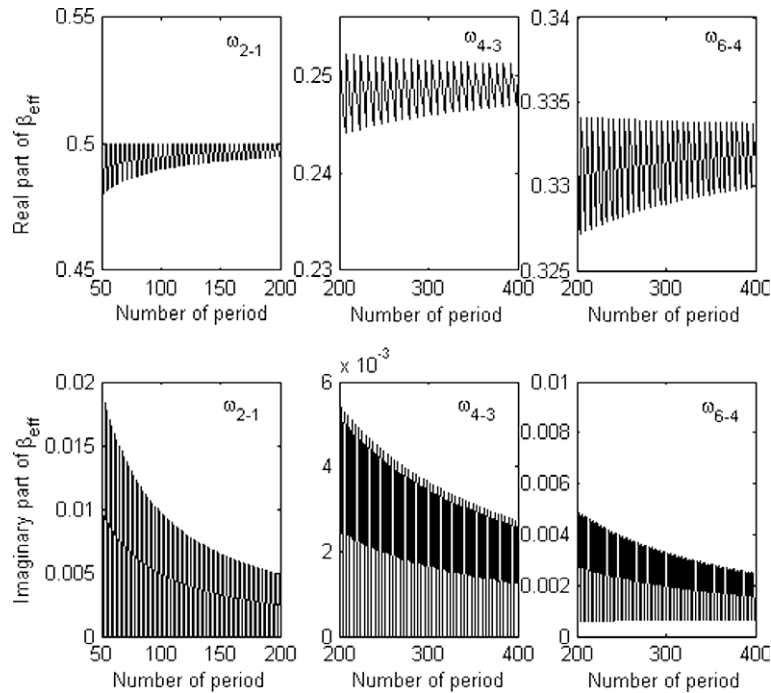 0.55
0.5
0.45
Real part of βeff
ω2-1
50 100 150 200
Number of period
0.25
0.24
0.23
ω4-3
200 300 400
Number of period
0.34
0.335
0.33
0.325
ω6-4
200 300 400
Number of period
0.02
0.015
0.01
0.005
0
Imaginary part of βeff
ω2-1
50 100 150 200
Number of period
x 10-3
6
4
2
0
ω4-3
200 300 400
Number of period
0.01
0.008
0.006
0.004
0.002
0
ω6-4
200 300 400
Number of period